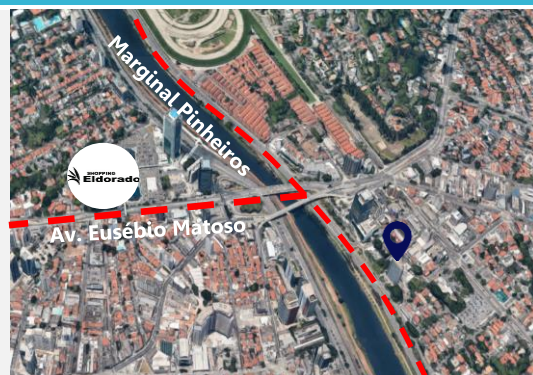 Marginal Pinheiros
SHOPPING
Eldorado
Av. Eusébio Matoso